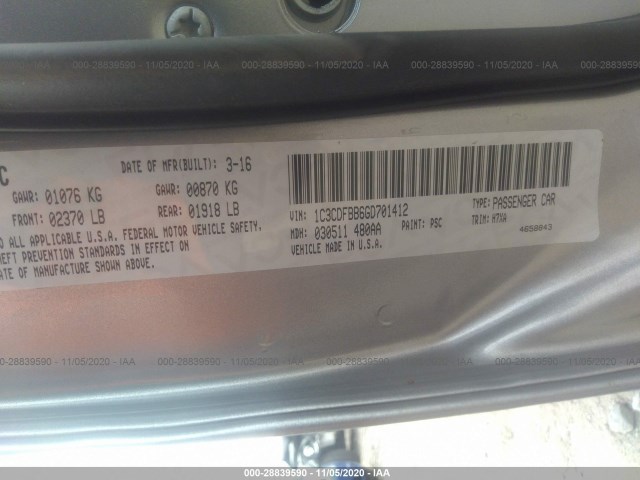 000-28839590 - 11/05/2020 - IAA
000-28839590 - 11/05/2020 - IAA
000-28839590 - 11/05/2020 - IAA
C
DATE OF MFR(BUILT): 3-16
GAWR: 01076 KG
GAWR: 00870 KG
FRONT: 02370 LB
REAR: 01918 LB
O ALL APPLICABLE U.S.A. FEDERAL MOTOR VEHICLE SAFETY,
HEFT PREVENTION STANDARDS IN EFFECT ON
ATE OF MANUFACTURE SHOWN ABOVE.
VIN: 1C3CDFBB6GD701412
TYPE: PASSENGER CAR
MDH: 030511 480AA
PAINT: PSC
TRIM: H7XA
VEHICLE MADE IN U.S.A.
4658843
000-28839590 - 11/05/2020 - IAA
000-28839590 - 11/05/2020 - IAA
000-28839590 - 11/05/2020 - IAA
000-28839590 - 11/05/2020 - IAA